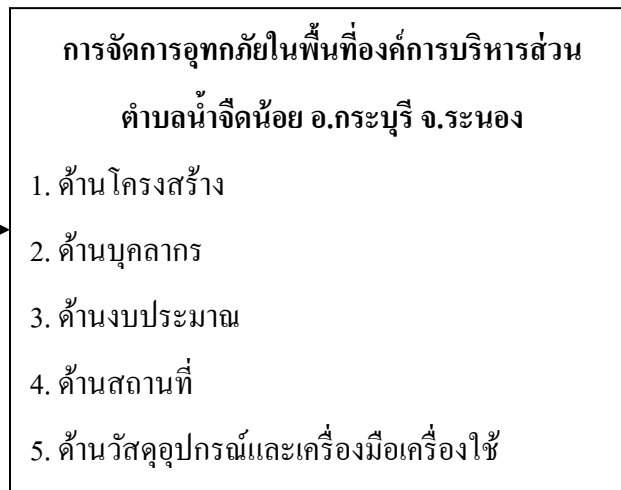 การจัดการอุทกภัยในพื้นที่องค์การบริหารส่วน
ตำบลน้ำจืดน้อย อ.กระบุรี จ.ระนอง
1. ด้านโครงสร้าง
2. ด้านบุคลากร
3. ด้านงบประมาณ
4. ด้านสถานที่
5. ด้านวัสดุอุปกรณ์และเครื่องมือเครื่องใช้